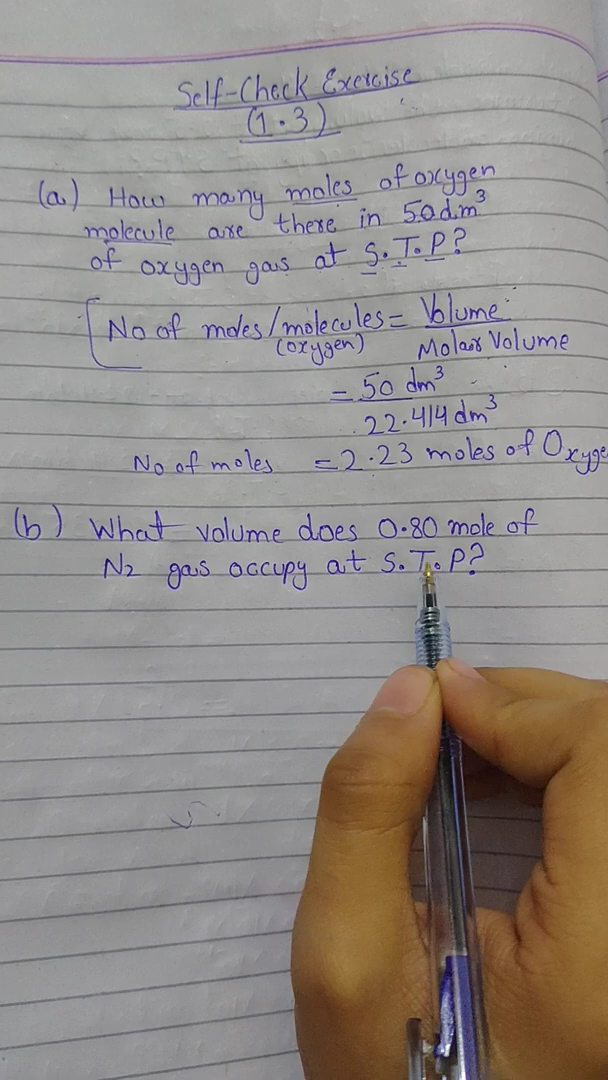 Self-Check Exercise
(1.3)
(a) How many moles of oxygen
molecule are there in 50dm³
of oxygen gas at S.T.P?
No of moles/molecules = Volume
(oxygen) Molar Volume
= 50 dm³
22.414 dm³
No of moles = 2.23 moles of Oxyge
(b) What volume does 0.80 mole of
N2 gas occupy at S.T.P?